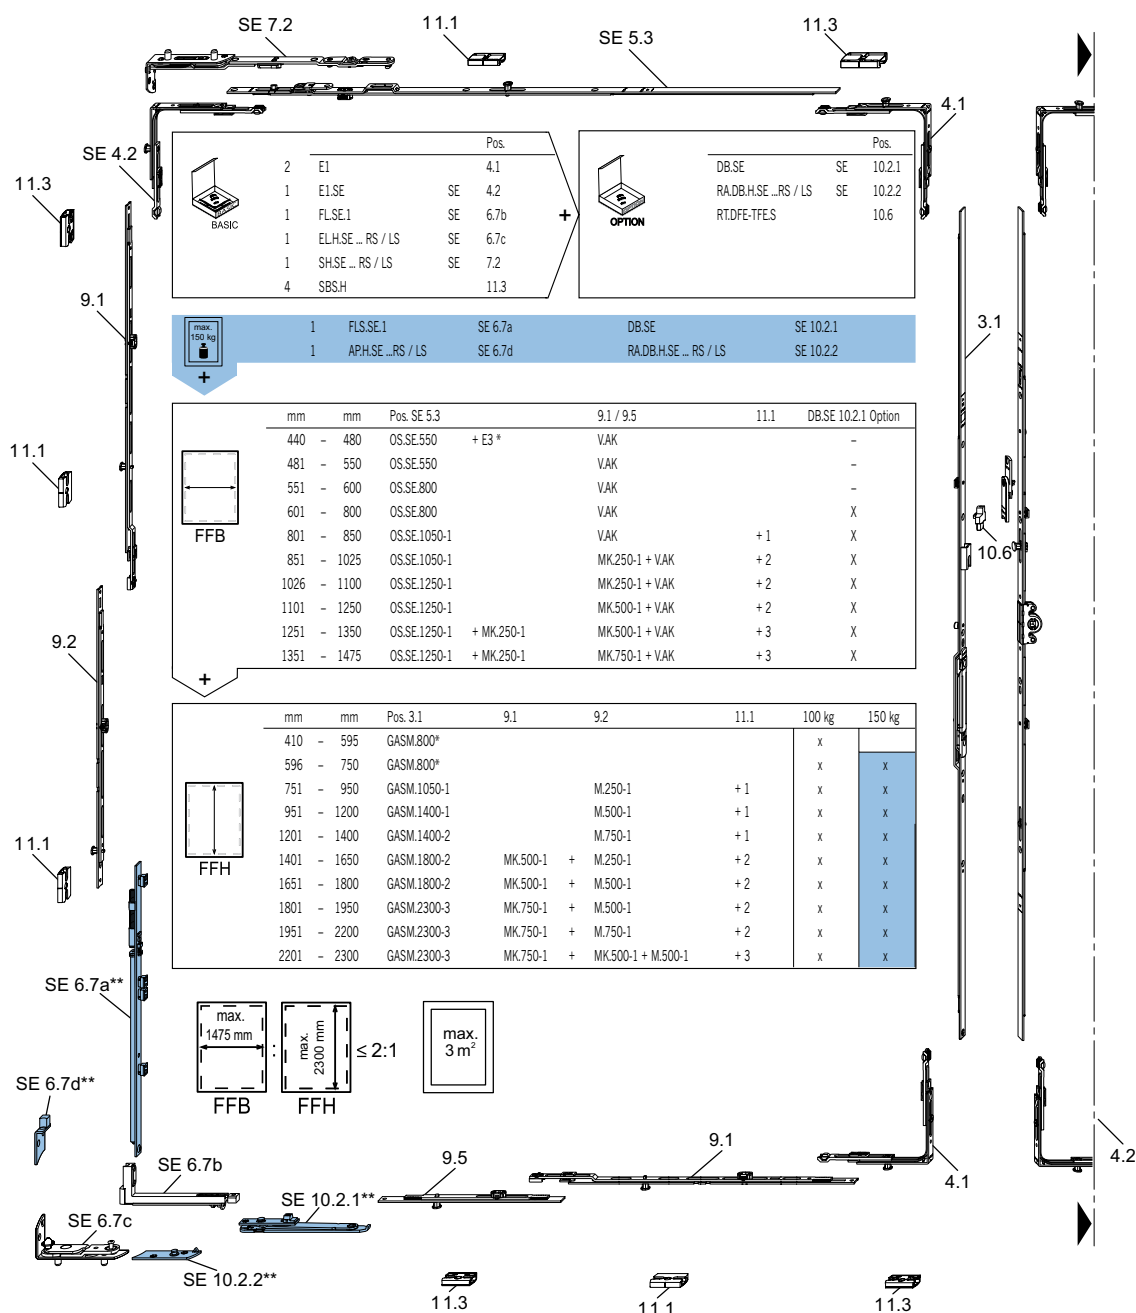 SE 7.2
11.1
SE 5.3
11.3
4.1
SE 4.2
11.3
Pos.
2 E1 4.1
1 E1.SE SE 4.2
1 FL.SE.1 SE 6.7b
1 EL.H.SE ... RS / LS SE 6.7c
1 SH.SE ... RS / LS SE 7.2
4 SBS.H 11.3
BASIC
+
Pos.
DB.SE SE 10.2.1
RA.DB.H.SE ...RS / LS SE 10.2.2
RT.DFE-TFE.S 10.6
OPTION
9.1
3.1
max.
150 kg
+
1 FLS.SE.1 SE 6.7a DB.SE SE 10.2.1
1 AP.H.SE ...RS / LS SE 6.7d RA.DB.H.SE ... RS / LS SE 10.2.2
mm mm Pos. SE 5.3 9.1 / 9.5 11.1 DB.SE 10.2.1 Option
440 – 480 OS.SE.550 + E3 * V.AK –
481 – 550 OS.SE.550 V.AK –
551 – 600 OS.SE.800 V.AK –
601 – 800 OS.SE.800 V.AK X
801 – 850 OS.SE.1050-1 V.AK + 1 X
851 – 1025 OS.SE.1050-1 MK.250-1 + V.AK + 2 X
1026 – 1100 OS.SE.1250-1 MK.250-1 + V.AK + 2 X
1101 – 1250 OS.SE.1250-1 MK.500-1 + V.AK + 2 X
1251 – 1350 OS.SE.1250-1 + MK.250-1 MK.500-1 + V.AK + 3 X
1351 – 1475 OS.SE.1250-1 + MK.250-1 MK.750-1 + V.AK + 3 X
FFB
+
11.1
10.6
9.2
mm mm Pos. 3.1 9.1 9.2 11.1 100 kg 150 kg
410 – 595 GASM.800* x
596 – 750 GASM.800* x x
751 – 950 GASM.1050-1 M.250-1 + 1 x x
951 – 1200 GASM.1400-1 M.500-1 + 1 x x
1201 – 1400 GASM.1400-2 M.750-1 + 1 x x
1401 – 1650 GASM.1800-2 MK.500-1 + M.250-1 + 2 x x
1651 – 1800 GASM.1800-2 MK.500-1 + M.500-1 + 2 x x
1801 – 1950 GASM.2300-3 MK.750-1 + M.500-1 + 2 x x
1951 – 2200 GASM.2300-3 MK.750-1 + M.750-1 + 2 x x
2201 – 2300 GASM.2300-3 MK.750-1 + MK.500-1 + M.500-1 + 3 x x
FFH
11.1
SE 6.7a**
max.
1475 mm
FFB
:
max.
2300 mm
FFH
≤ 2:1
max.
3 m²
SE 6.7d**
SE 6.7b
9.5
9.1
4.1
4.2
SE 10.2.1**
SE 6.7c
SE 10.2.2**
11.3
11.1
11.3